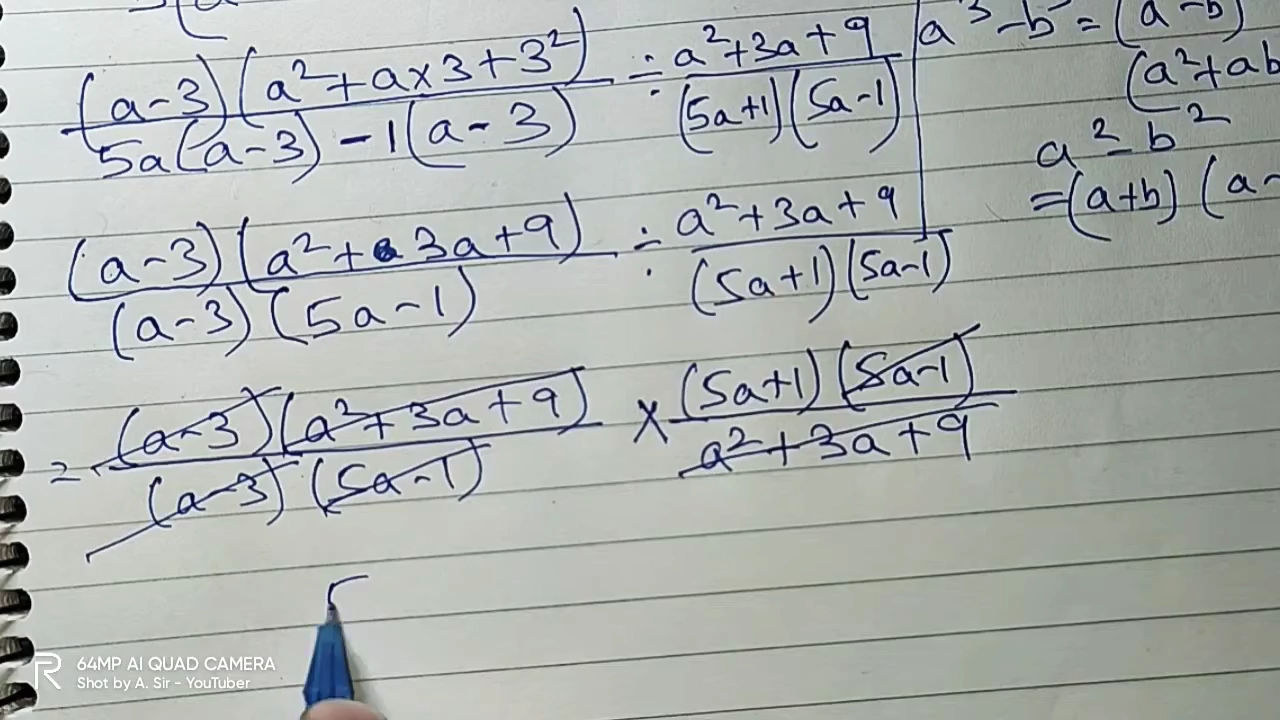 (a-3)(a²+a×3+3²) / 5a(a-3)-1(a-3) ÷ a²+3a+9 / (5a+1)(5a-1)
(a-3)(a²+3a+9) / (a-3)(5a-1) ÷ a²+3a+9 / (5a+1)(5a-1)
= (a-3)(a²+3a+9) / (a-3)(5a-1) × (5a+1)(5a-1) / a²+3a+9
5
a³-b³=(a-b)
(a²+ab
a²-b²
=(a+b)(a-
64MP AI QUAD CAMERA
Shot by A. Sir - YouTuber